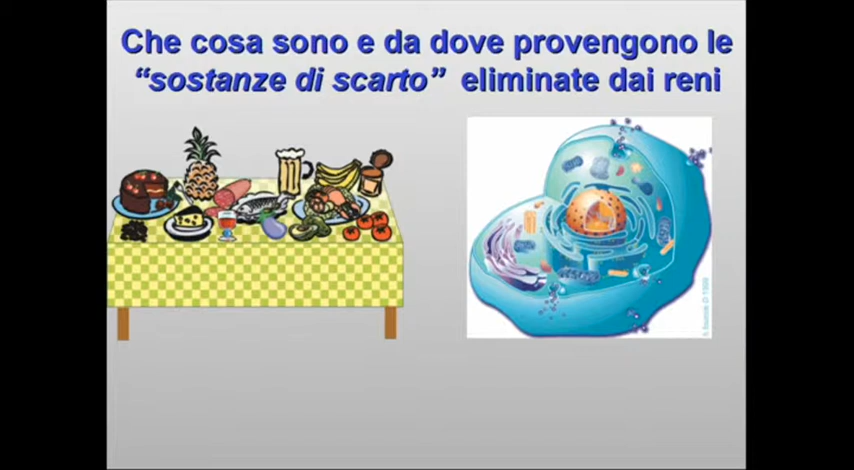 Che cosa sono e da dove provengono le
“sostanze di scarto” eliminate dai reni